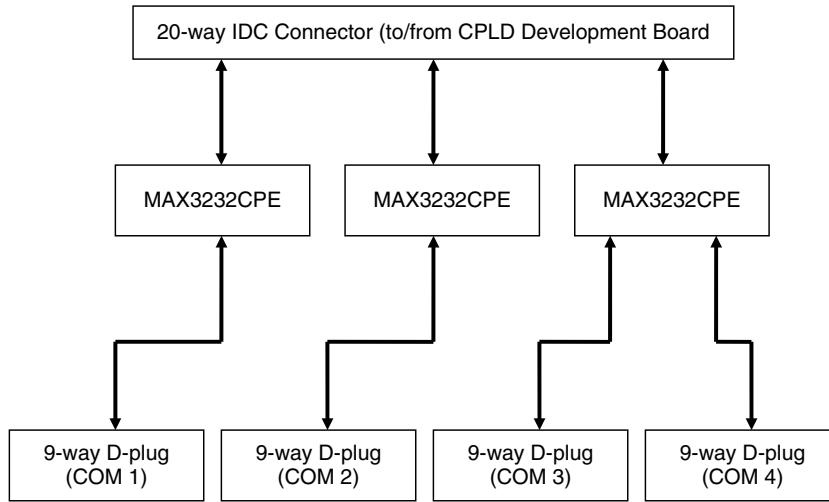 20-way IDC Connector (to/from CPLD Development Board
MAX3232CPE
MAX3232CPE
MAX3232CPE
9-way D-plug
(COM 1)
9-way D-plug
(COM 2)
9-way D-plug
(COM 3)
9-way D-plug
(COM 4)